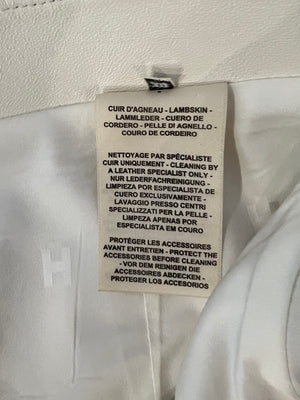 CUIR D'AGNEAU - LAMBSKIN -
LAMMLEDER - CUERO DE
CORDERO - PELLE DI AGNELLO -
COURO DE CORDEIRO
NETTOYAGE PAR SPÉCIALISTE
CUIR UNIQUEMENT - CLEANING BY
A LEATHER SPECIALIST ONLY -
NUR LEDERFACHREINIGUNG -
LIMPIEZA POR ESPECIALISTA DE
CUERO EXCLUSIVAMENTE -
LAVAGGIO PRESSO CENTRI
SPECIALIZZATI PER LA PELLE -
LIMPEZA APENAS POR
ESPECIALISTA EM COURO
PROTÉGER LES ACCESSOIRES
AVANT ENTRETIEN - PROTECT THE
ACCESSORIES BEFORE CLEANING
- VOR DEM REINIGEN DIE
ACCESSOIRES ABDECKEN -
PROTEGER LOS ACCESORIOS
H